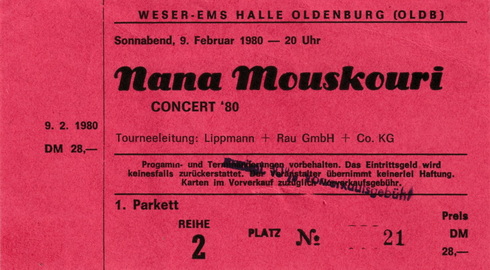 WESER-EMS HALLE OLDENBURG (OLDB)
Sonnabend, 9. Februar 1980 — 20 Uhr
Nana Mouskouri
CONCERT '80
9. 2. 1980
DM 28,—
Tourneeleitung: Lippmann + Rau GmbH + Co. KG
Progamm- und Terminänderungen vorbehalten. Das Eintrittsgeld wird
keinesfalls zurückerstattet. Der Veranstalter übernimmt keinerlei Haftung.
Karten im Vorverkauf zuzüglich Vorverkaufsgebühr.
Vorverkaufsgebühr
1. Parkett
REIHE
2
PLATZ № 21
Preis
DM
28,—